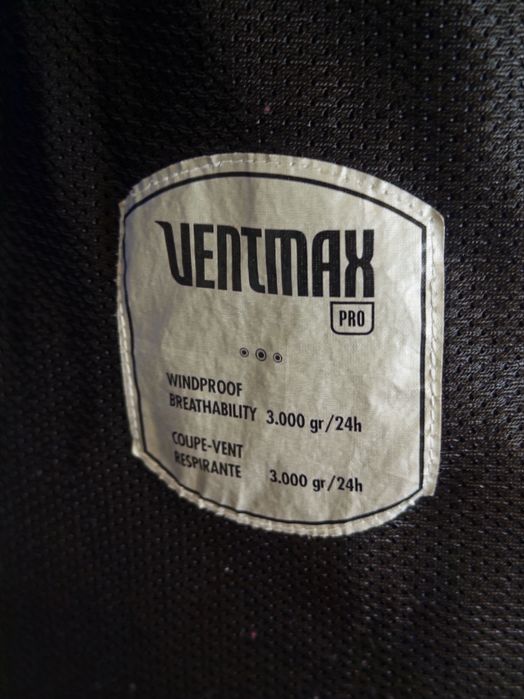 VENTMAX
PRO
WINDPROOF
BREATHABILITY 3.000 gr/24h
COUPE-VENT
RESPIRANTE 3.000 gr/24h